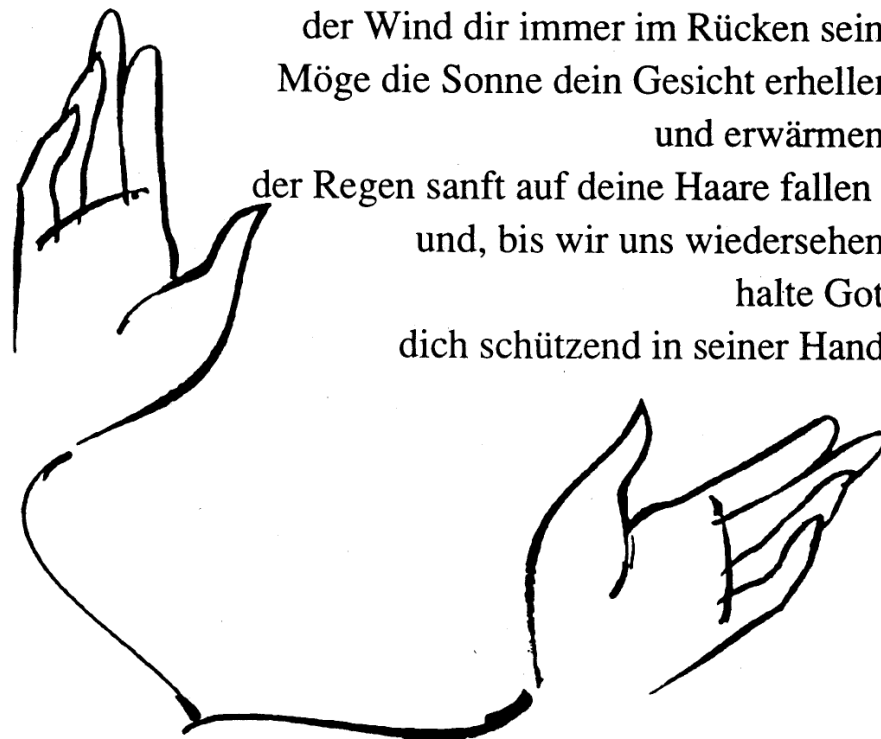 der Wind dir immer im Rücken sein
Möge die Sonne dein Gesicht erheller
und erwärmen
der Regen sanft auf deine Haare fallen
und, bis wir uns wiedersehen
halte Got
dich schützend in seiner Hand